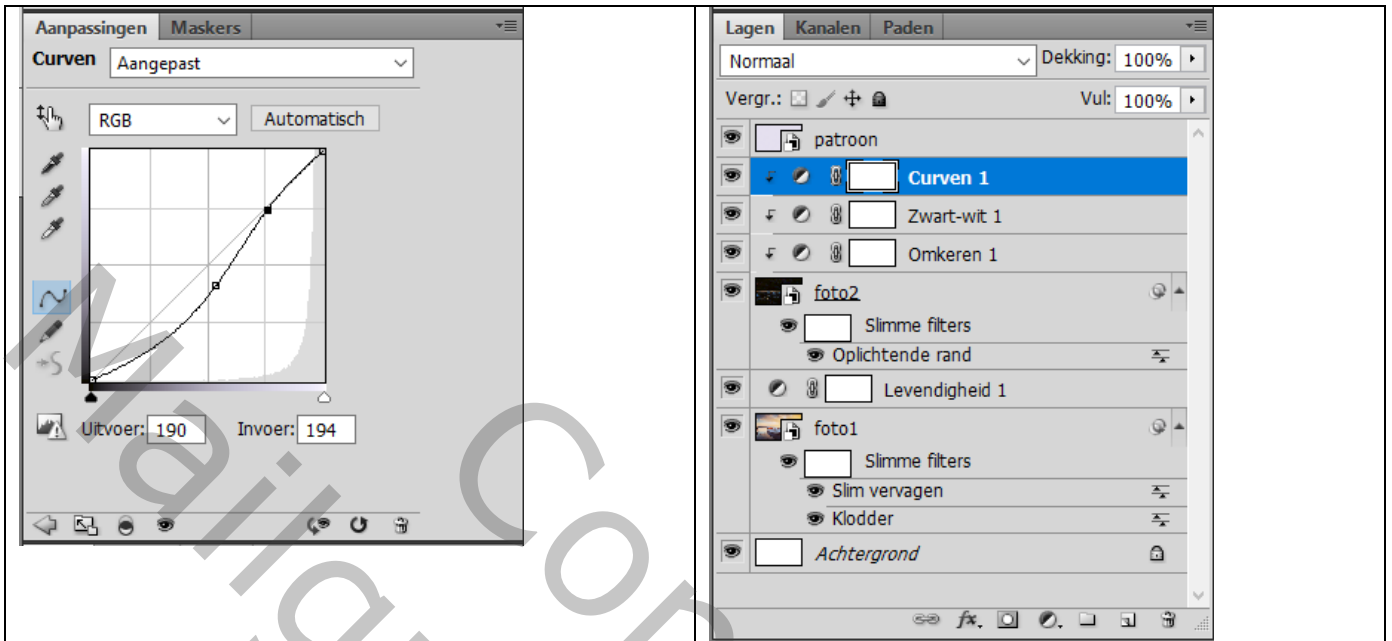 Aanpassingen Maskers
Curven Aangepast
RGB Automatisch
Uitvoer: 190 Invoer: 194
Lagen Kanalen Paden
Normaal Dekking: 100%
Vergr.: Vul: 100%
patroon
Curven 1
Zwart-wit 1
Omkeren 1
foto2
Slimme filters
Oplichtende rand
Levendigheid 1
foto1
Slimme filters
Slim vervagen
Klodder
Achtergrond